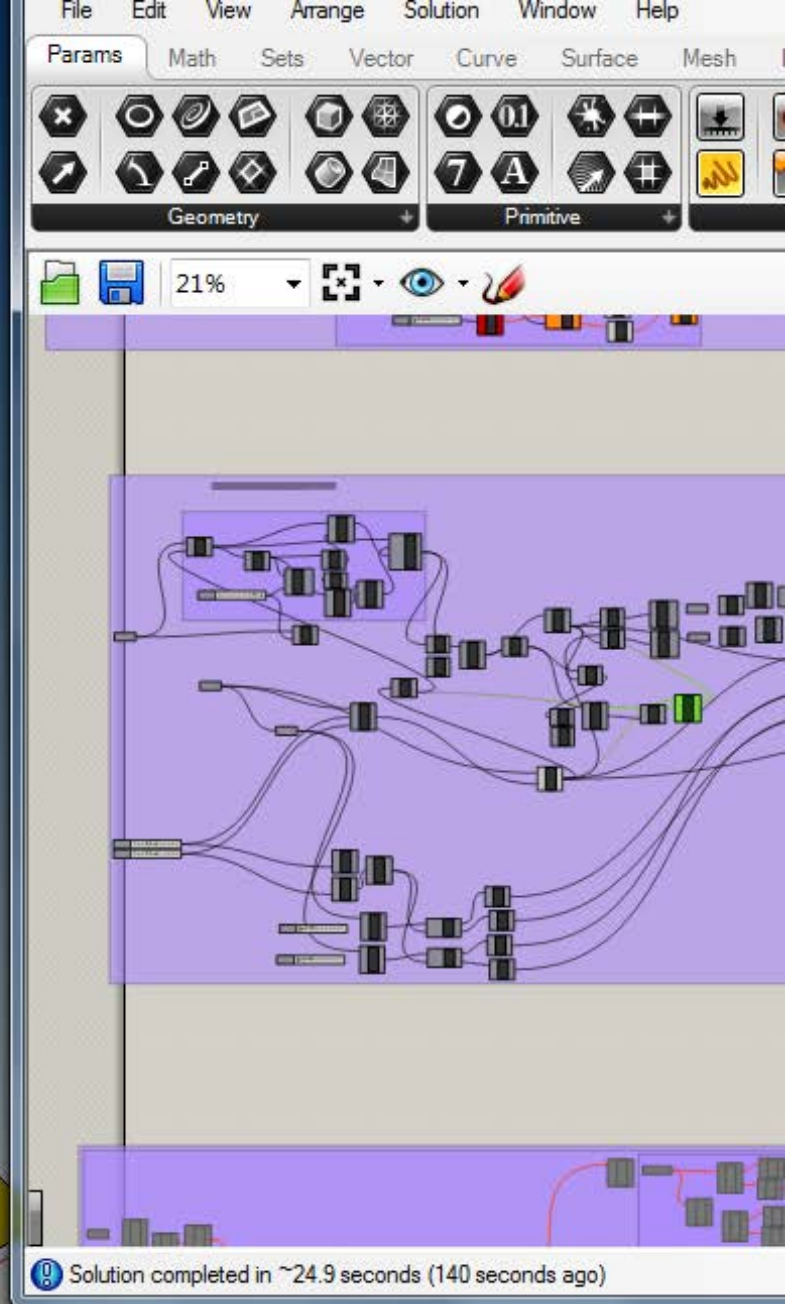 File Edit View Arrange Solution Window Help
Params Math Sets Vector Curve Surface Mesh
0.1
7 A
Geometry Primitive
21%
Solution completed in ~24.9 seconds (140 seconds ago)